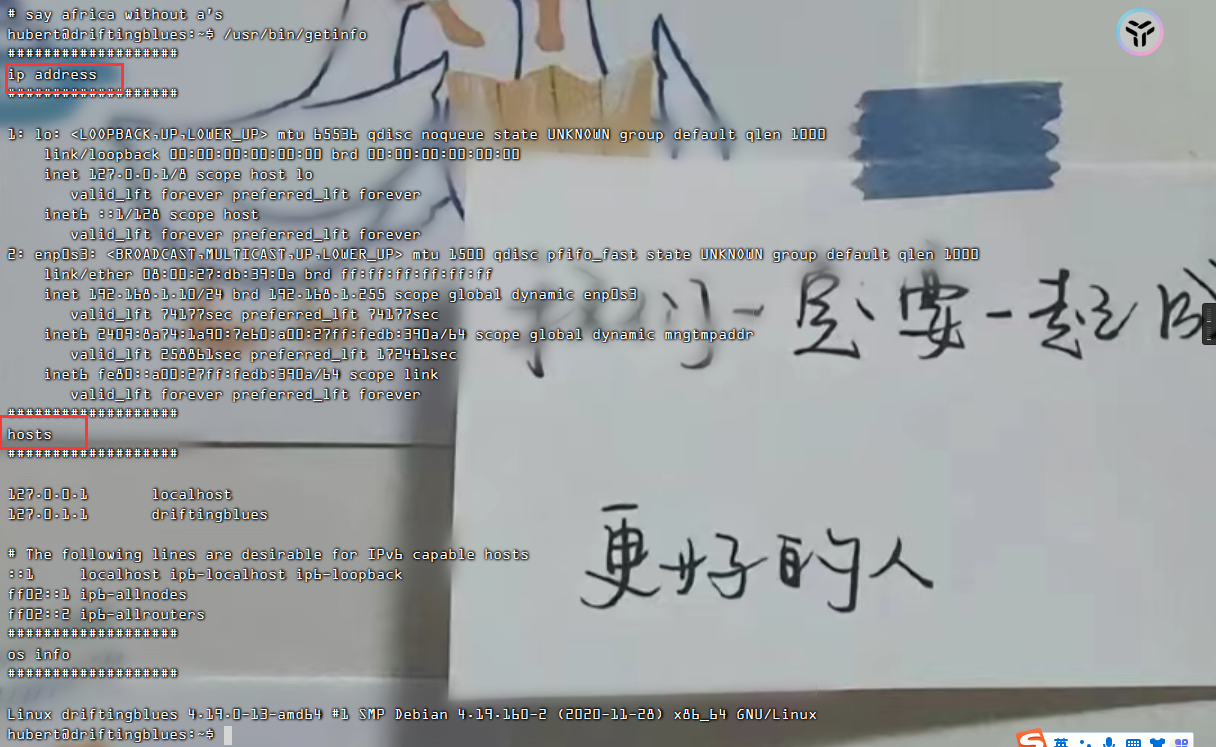 # say africa without a's
hubert@driftingblues:~$ /usr/bin/getinfo
###################
ip address
###################
1: lo: <LOOPBACK,UP,LOWER_UP> mtu 65536 qdisc noqueue state UNKNOWN group default qlen 1000
link/loopback 00:00:00:00:00:00 brd 00:00:00:00:00:00
inet 127.0.0.1/8 scope host lo
valid_lft forever preferred_lft forever
inet6 ::1/128 scope host
valid_lft forever preferred_lft forever
2: enp0s3: <BROADCAST,MULTICAST,UP,LOWER_UP> mtu 1500 qdisc pfifo_fast state UNKNOWN group default qlen 1000
link/ether 08:00:27:db:39:0a brd ff:ff:ff:ff:ff:ff
inet 192.168.1.10/24 brd 192.168.1.255 scope global dynamic enp0s3
valid_lft 74177sec preferred_lft 74177sec
inet6 2409:8a74:1a90:7e60:a00:27ff:fedb:390a/64 scope global dynamic mngtmpaddr
valid_lft 258861sec preferred_lft 172461sec
inet6 fe80::a00:27ff:fedb:390a/64 scope link
valid_lft forever preferred_lft forever
###################
hosts
###################
127.0.0.1 localhost
127.0.1.1 driftingblues
# The following lines are desirable for IPv6 capable hosts
::1 localhost ip6-localhost ip6-loopback
ff02::1 ip6-allnodes
ff02::2 ip6-allrouters
###################
os info
###################
Linux driftingblues 4.19.0-13-amd64 #1 SMP Debian 4.19.160-2 (2020-11-28) x86_64 GNU/Linux
hubert@driftingblues:~$
我们一定要一起成
更好的人
英